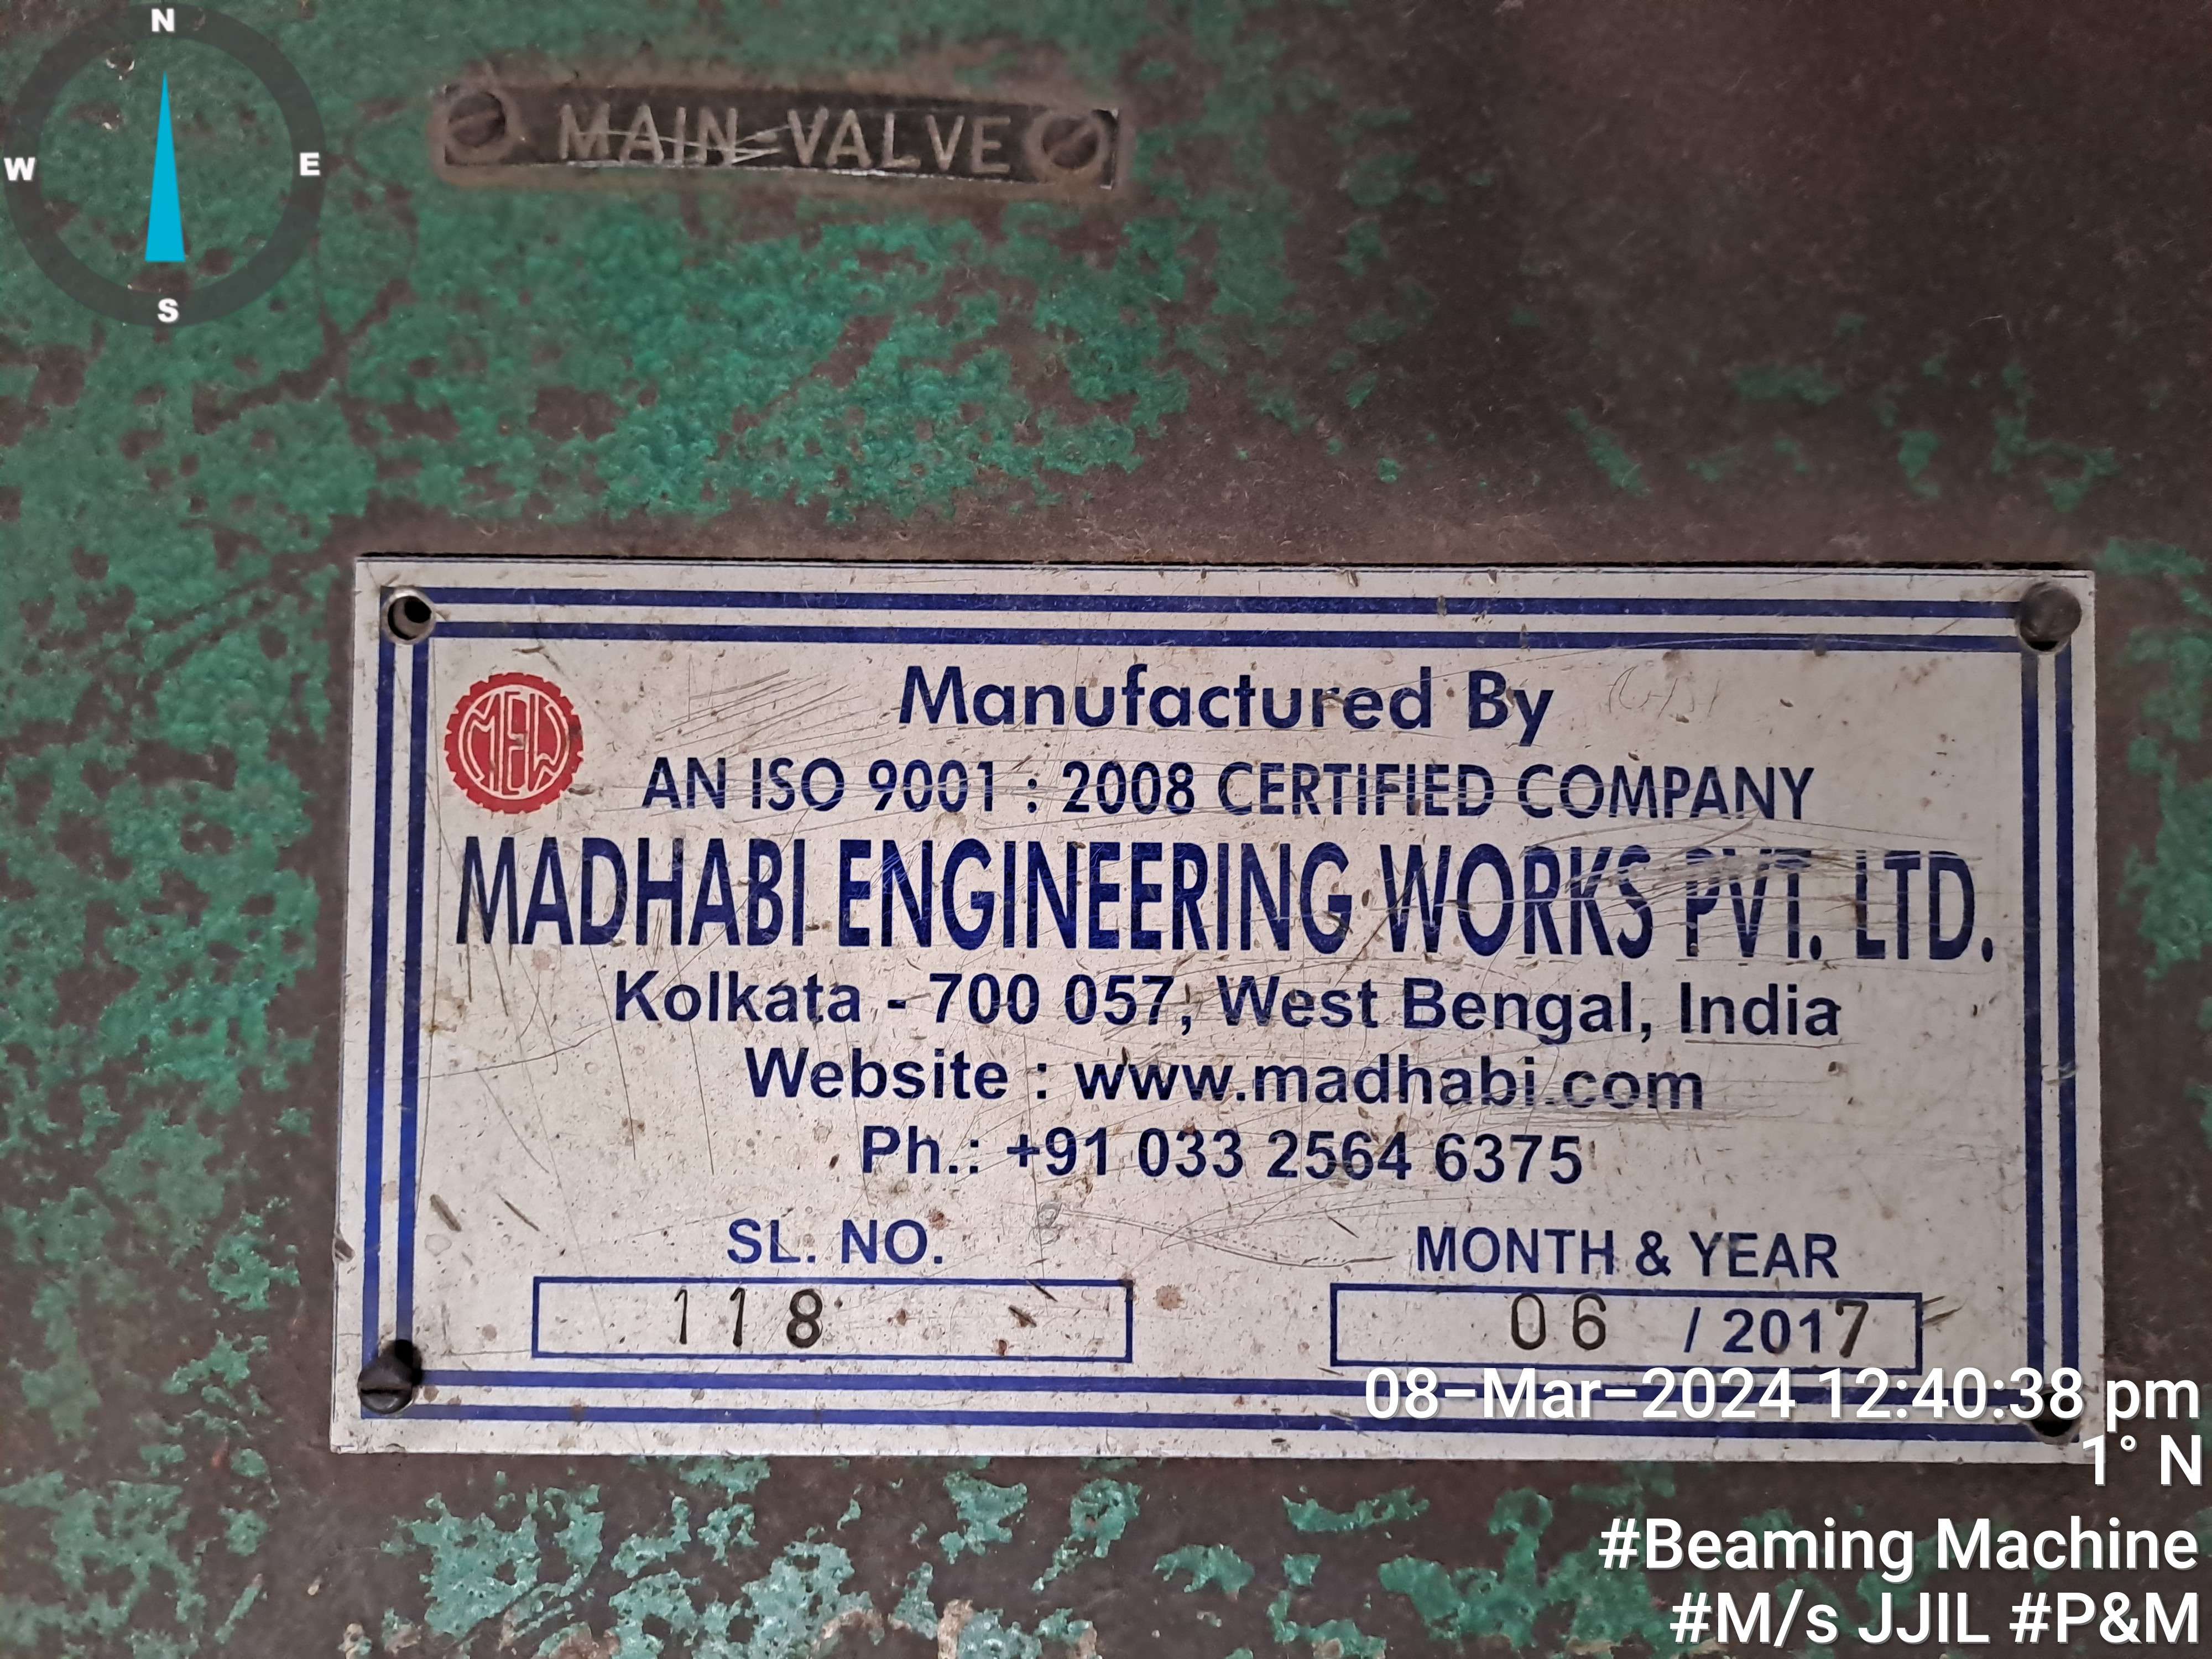 N
W E
S
MAIN VALVE
Manufactured By
MEW
AN ISO 9001 : 2008 CERTIFIED COMPANY
MADHABI ENGINEERING WORKS PVT. LTD.
Kolkata - 700 057, West Bengal, India
Website : www.madhabi.com
Ph.: +91 033 2564 6375
SL. NO. MONTH & YEAR
118 06 / 2017
08-Mar-2024 12:40:38 pm
1° N
#Beaming Machine
#M/s JJIL #P&M